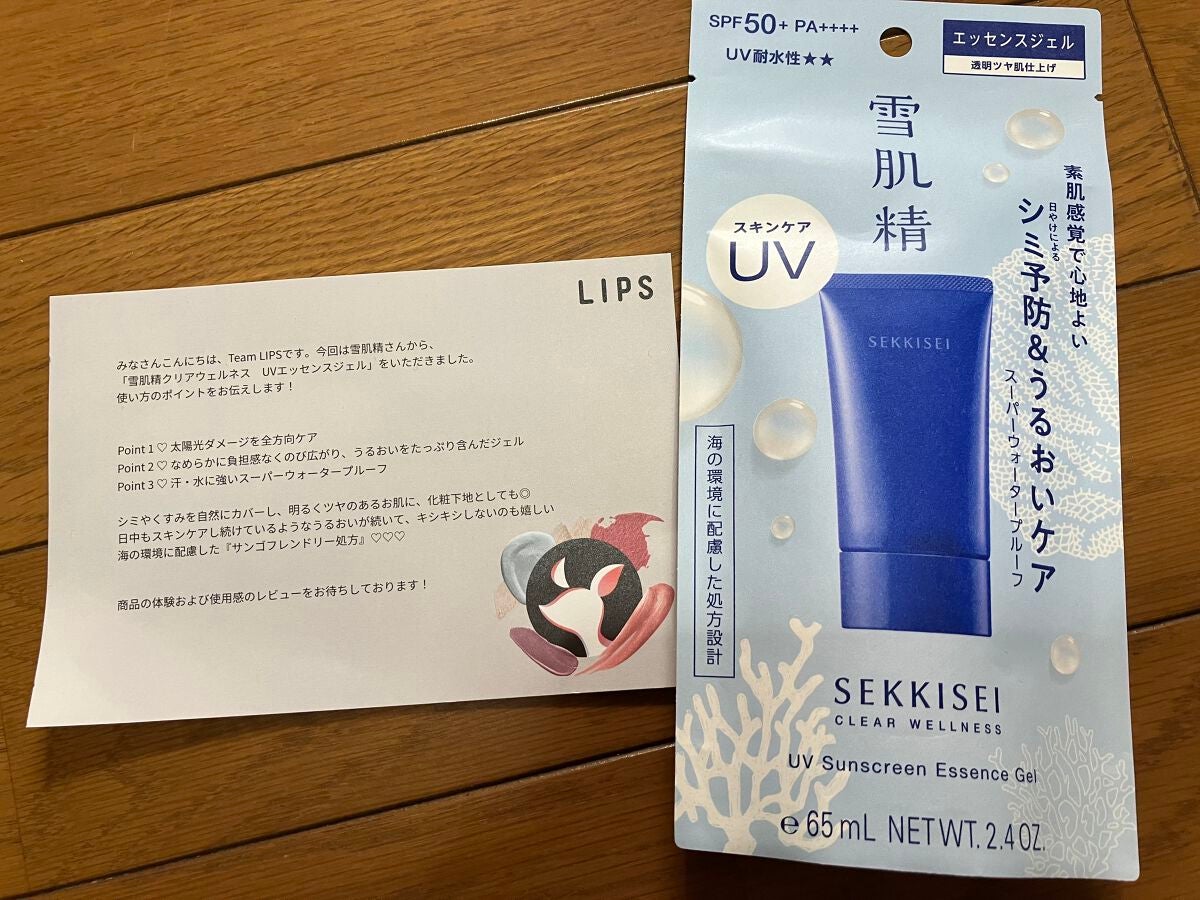 LIPS
みなさんこんにちは、Team LIPSです。今回は雪肌精さんから、
「雪肌精クリアウェルネス　UVエッセンスジェル」をいただきました。
使い方のポイントをお伝えします！
Point 1 ♡ 太陽光ダメージを全方向ケア
Point 2 ♡ なめらかに負担感なくのび広がり、うるおいをたっぷり含んだジェル
Point 3 ♡ 汗・水に強いスーパーウォータープルーフ
シミやくすみを自然にカバーし、明るくツヤのあるお肌に、化粧下地としても◎
日中もスキンケアし続けているようなうるおいが続いて、キシキシしないのも嬉しい
海の環境に配慮した『サンゴフレンドリー処方』♡♡♡
商品の体験および使用感のレビューをお待ちしております！
SPF50+ PA++++
UV耐水性★★
エッセンスジェル
透明ツヤ肌仕上げ
雪肌精
スキンケア
UV
素肌感覚で心地よい
日やけによる
シミ予防&うるおいケア
スーパーウォータープルーフ
SEKKISEI
海の環境に配慮した処方設計
SEKKISEI
CLEAR WELLNESS
UV Sunscreen Essence Gel
℮65mL NET WT. 2.4 OZ.